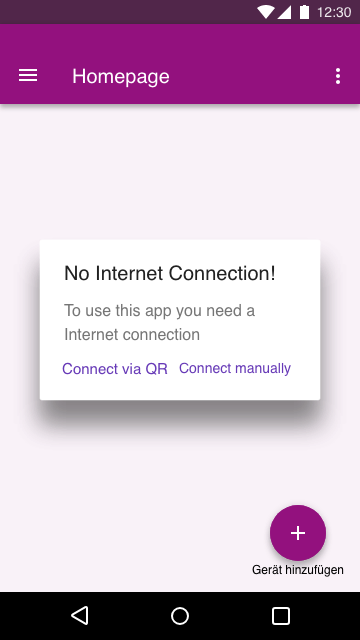 12:30
Homepage
No Internet Connection!
To use this app you need a
Internet connection
Connect via QR Connect manually
Gerät hinzufügen